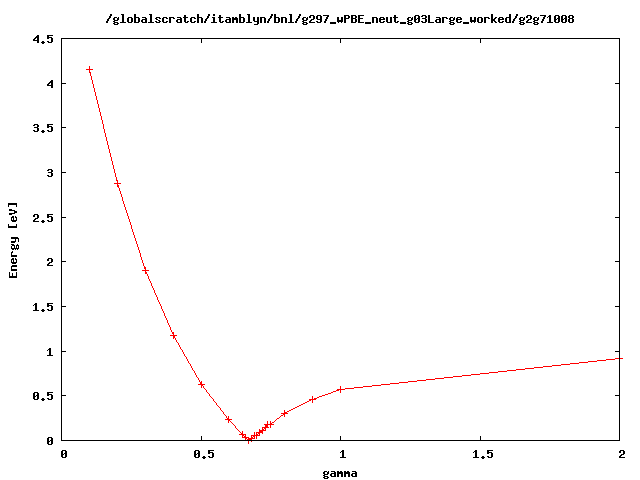 /globalscratch/itamblyn/bnl/g297_wPBE_neut_g03Large_worked/g2g71008
4.5
4
3.5
3
2.5
2
1.5
1
0.5
0
Energy [eV]
0 0.5 1 1.5 2
gamma